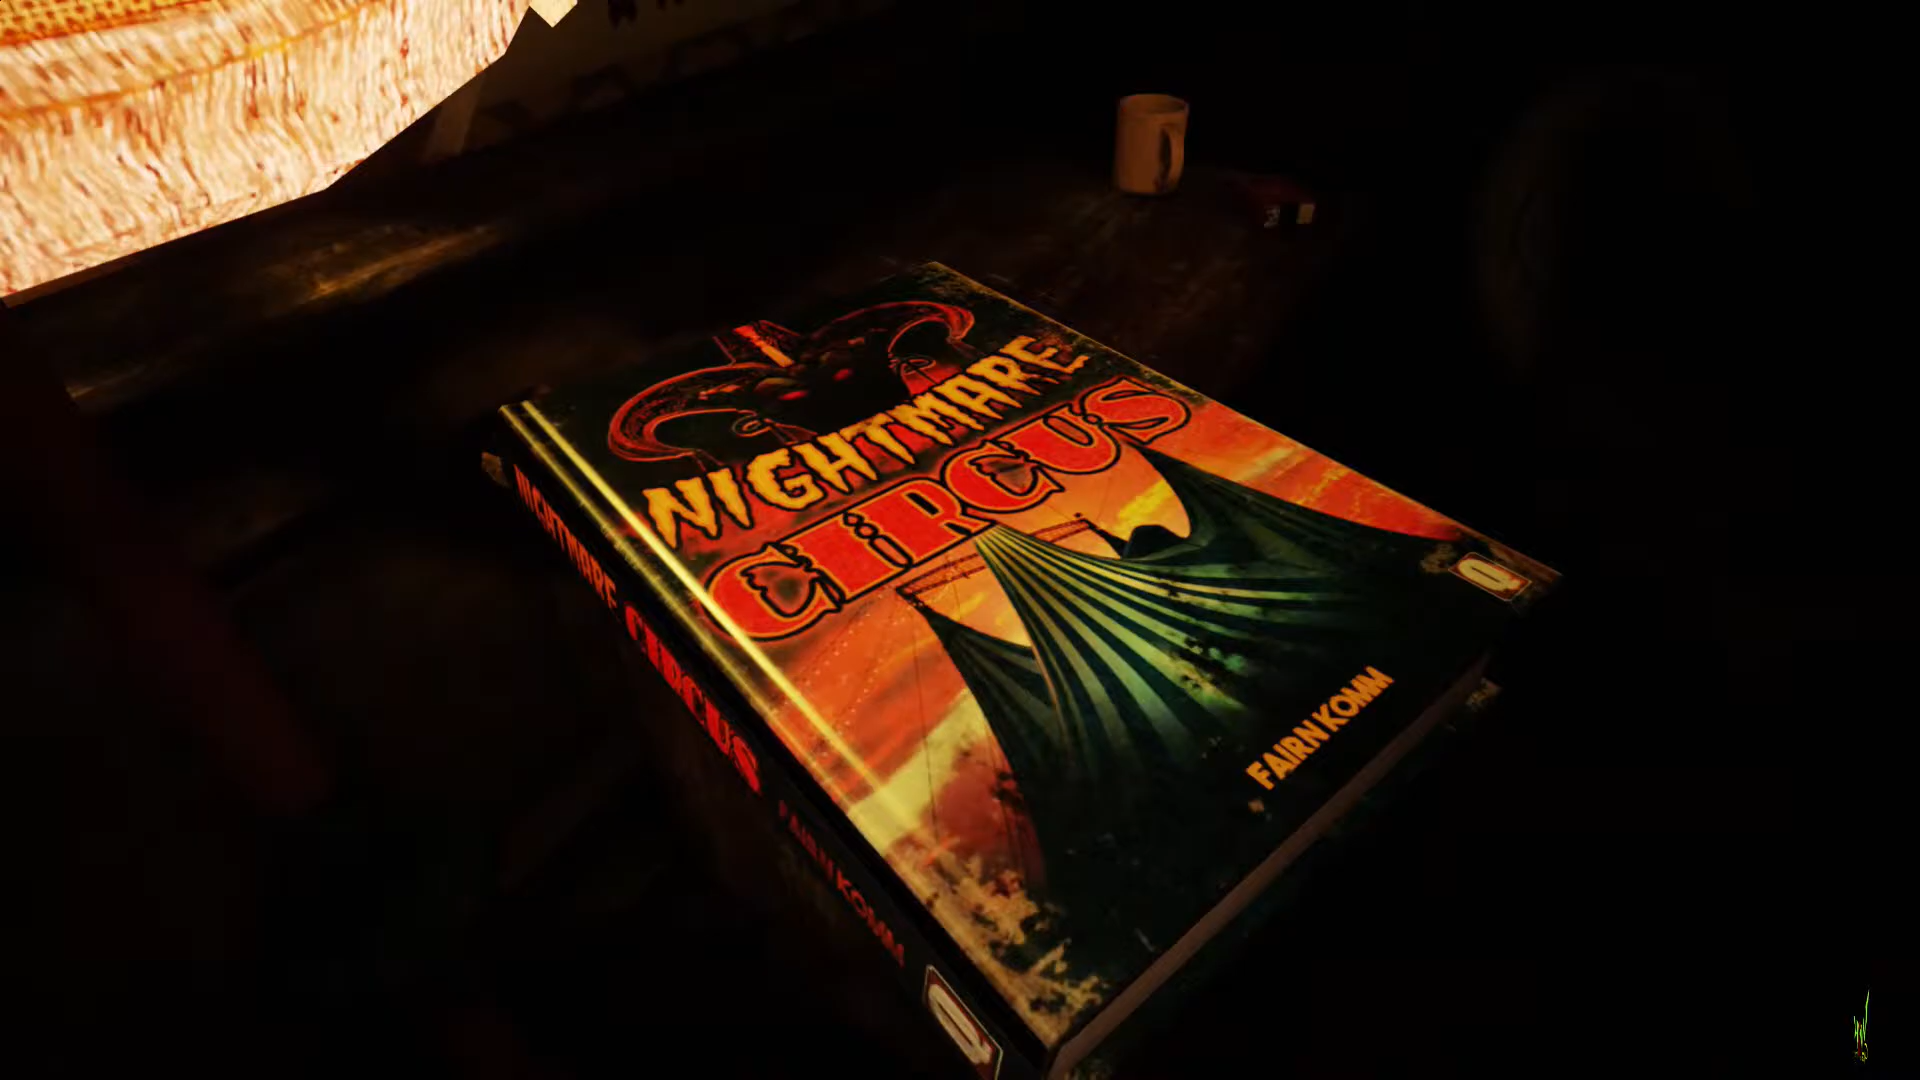 NIGHTMARE
CIRCUS
FAIRN KOMM
Q
NIGHTMARE CIRCUS FAIRN KOMM Q